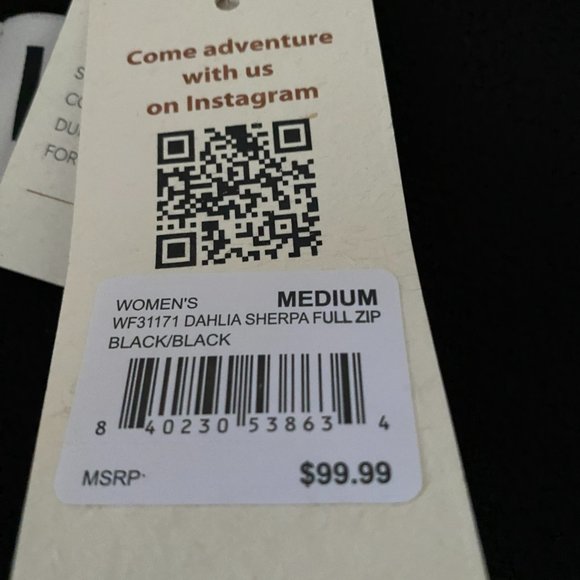 Come adventure
with us
on Instagram
WOMEN'S MEDIUM
WF31171 DAHLIA SHERPA FULL ZIP
BLACK/BLACK
8 40230 53863 4
MSRP $99.99
FOR